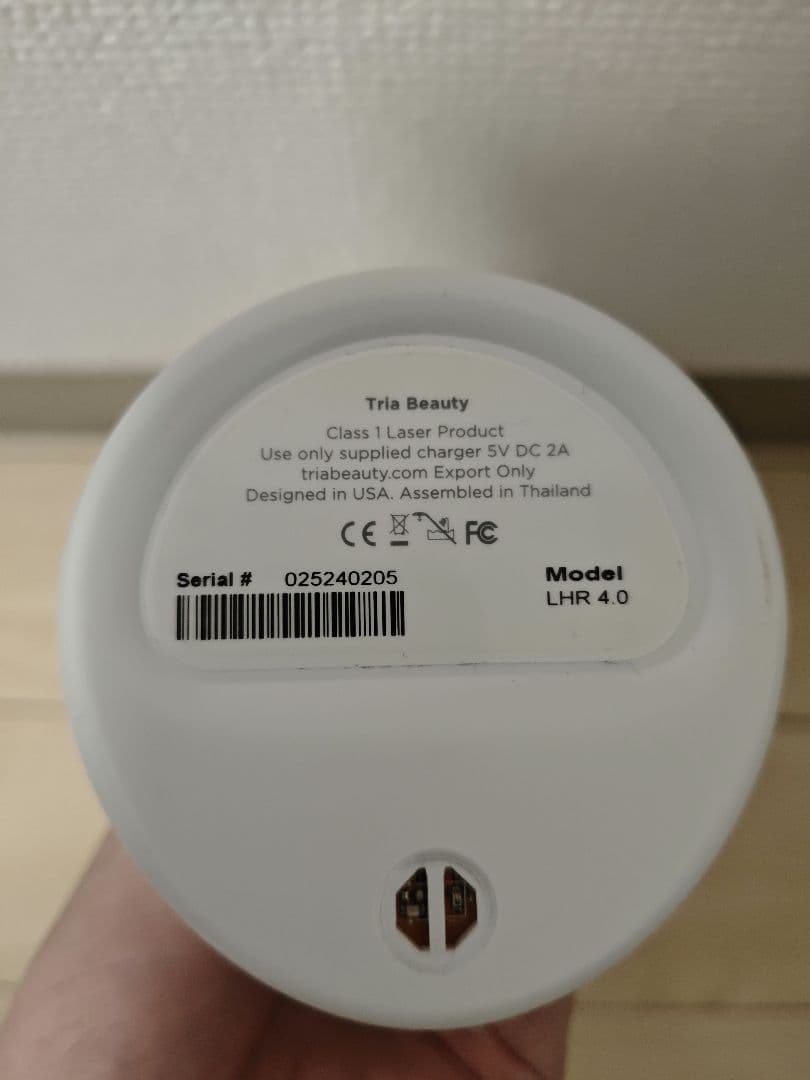 Tria Beauty
Class 1 Laser Product
Use only supplied charger 5V DC 2A
triabeauty.com Export Only
Designed in USA. Assembled in Thailand
CE FC
Serial # 025240205
Model
LHR 4.0